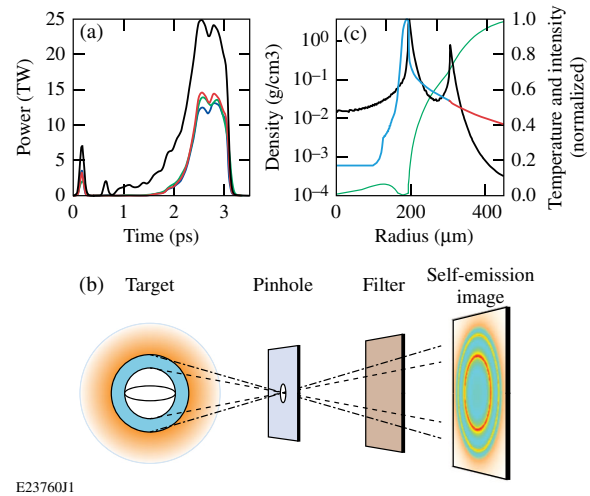 (a)
Power (TW)
25
20
15
10
5
0
0
1
2
3
Time (ps)
(c)
Density (g/cm3)
10⁰
10⁻¹
10⁻²
10⁻³
10⁻⁴
0
200
400
Radius (μm)
1.0
0.8
0.6
0.4
0.2
0.0
Temperature and intensity
(normalized)
(b)
Target
Pinhole
Filter
Self-emission
image
E23760J1